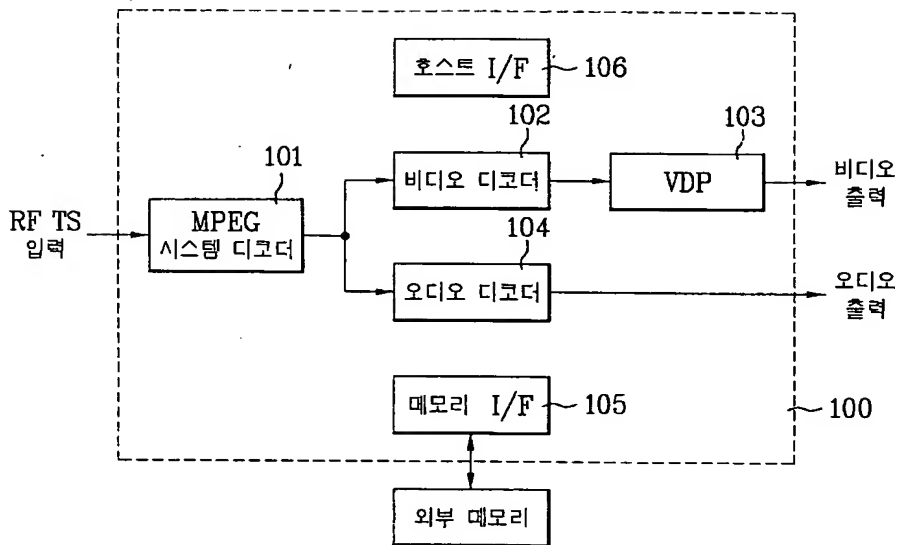 호스트 I/F
106
102
103
비디오 디코더
VDP
비디오
출력
101
RF TS
입력
MPEG
시스템 디코더
104
오디오 디코더
오디오
출력
메모리 I/F
105
100
외부 메모리